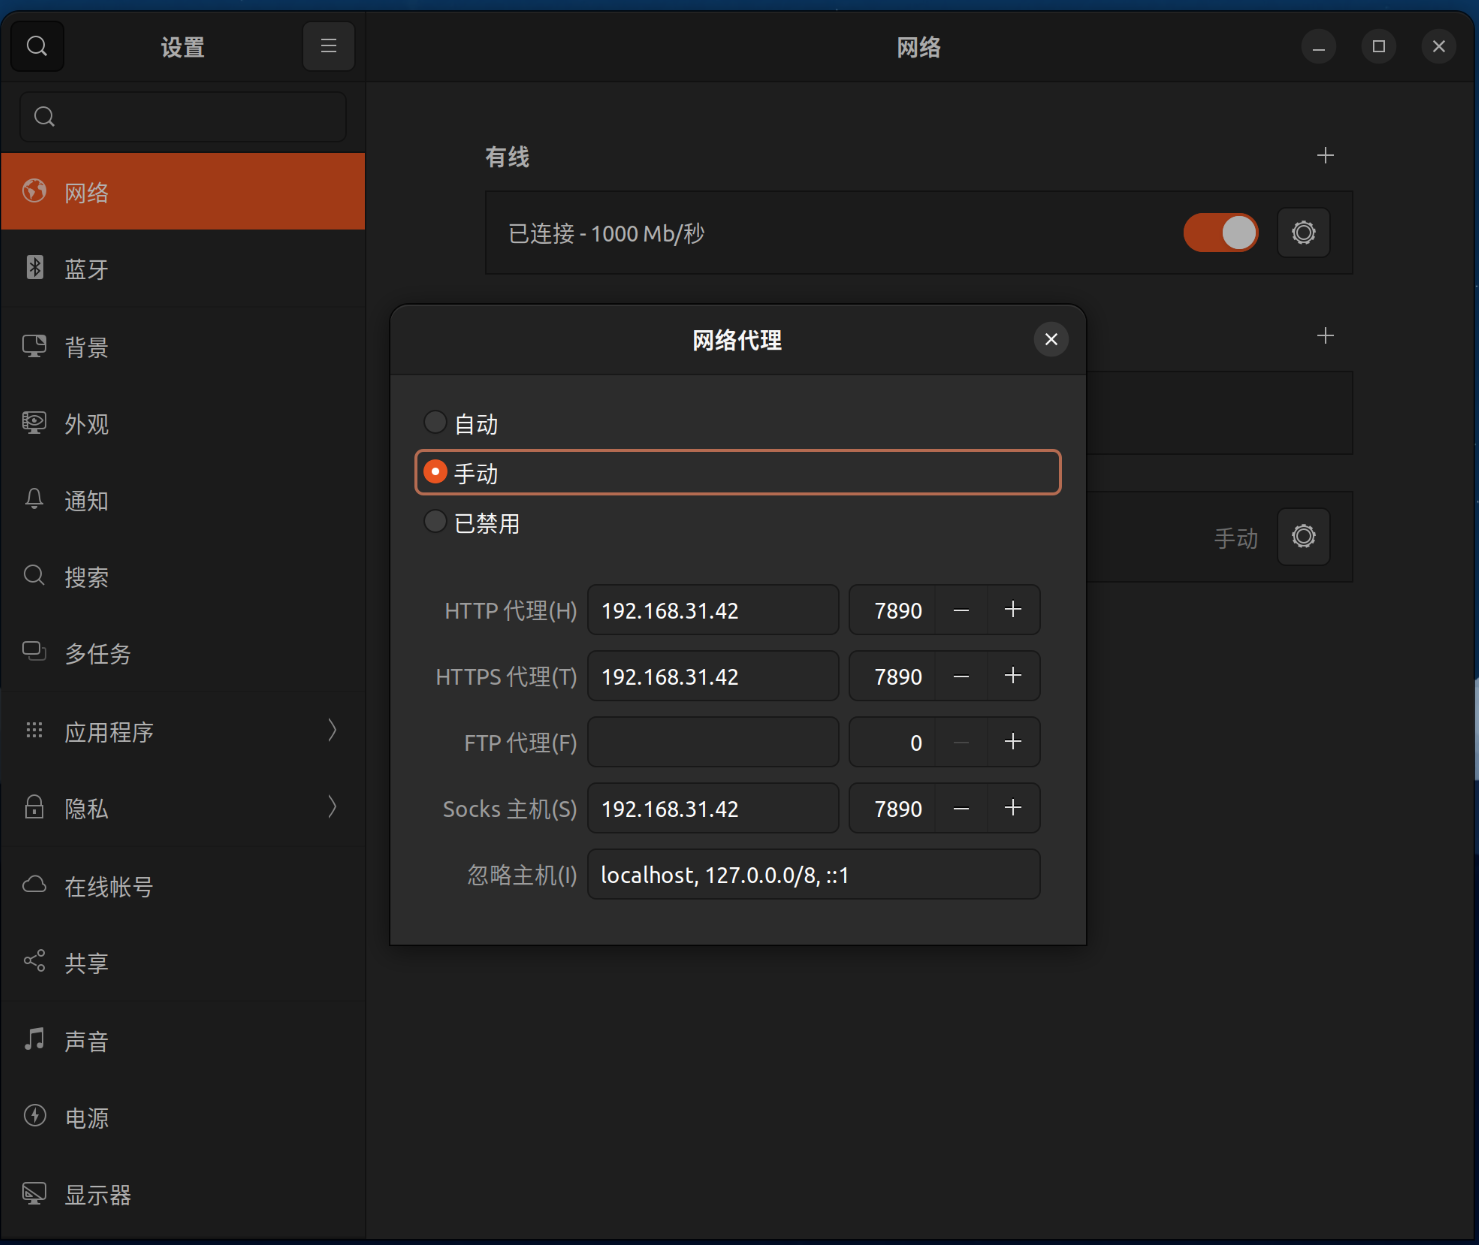 设置
网络
网络
蓝牙
背景
外观
通知
搜索
多任务
应用程序
隐私
在线帐号
共享
声音
电源
显示器
有线
已连接 - 1000 Mb/秒
手动
网络代理
自动
手动
已禁用
HTTP 代理(H) 192.168.31.42 7890
HTTPS 代理(T) 192.168.31.42 7890
FTP 代理(F) 0
Socks 主机(S) 192.168.31.42 7890
忽略主机(I) localhost, 127.0.0.0/8, ::1